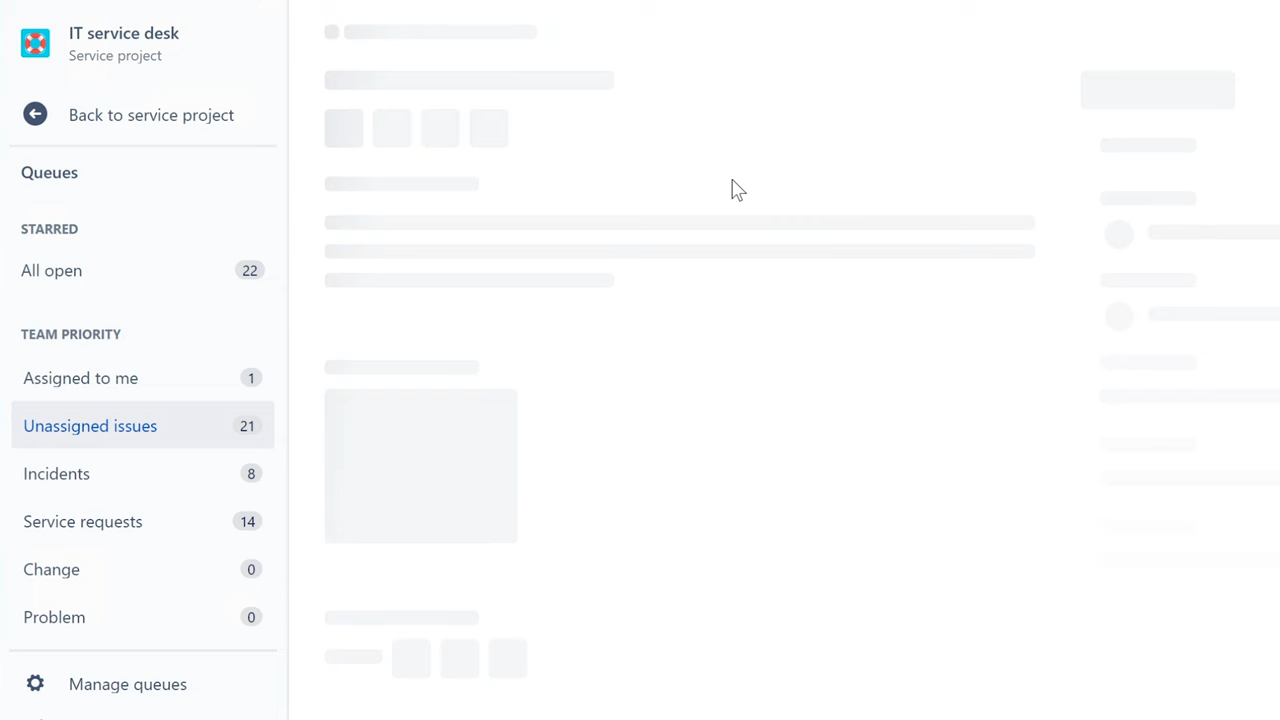 IT service desk
Service project
Back to service project
Queues
STARRED
All open 22
TEAM PRIORITY
Assigned to me 1
Unassigned issues 21
Incidents 8
Service requests 14
Change 0
Problem 0
Manage queues